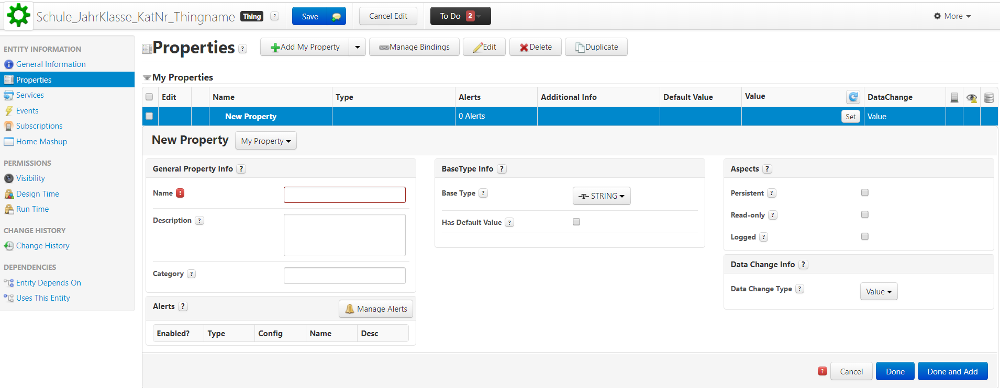 Schule_JahrKlasse_KatNr_Thingname Thing ? Save Cancel Edit To Do 2 More
ENTITY INFORMATION
General Information
Properties
Services
Events
Subscriptions
Home Mashup
PERMISSIONS
Visibility
Design Time
Run Time
CHANGE HISTORY
Change History
DEPENDENCIES
Entity Depends On
Uses This Entity
Properties ? Add My Property Manage Bindings Edit Delete Duplicate
My Properties
Edit Name Type Alerts Additional Info Default Value Value DataChange
New Property 0 Alerts Set Value
New Property My Property
General Property Info ?
Name !
Description ?
Category ?
Alerts ? Manage Alerts
Enabled? Type Config Name Desc
BaseType Info ?
Base Type ? T STRING
Has Default Value ?
Aspects ?
Persistent ?
Read-only ?
Logged ?
Data Change Info ?
Data Change Type ? Value
? Cancel Done Done and Add